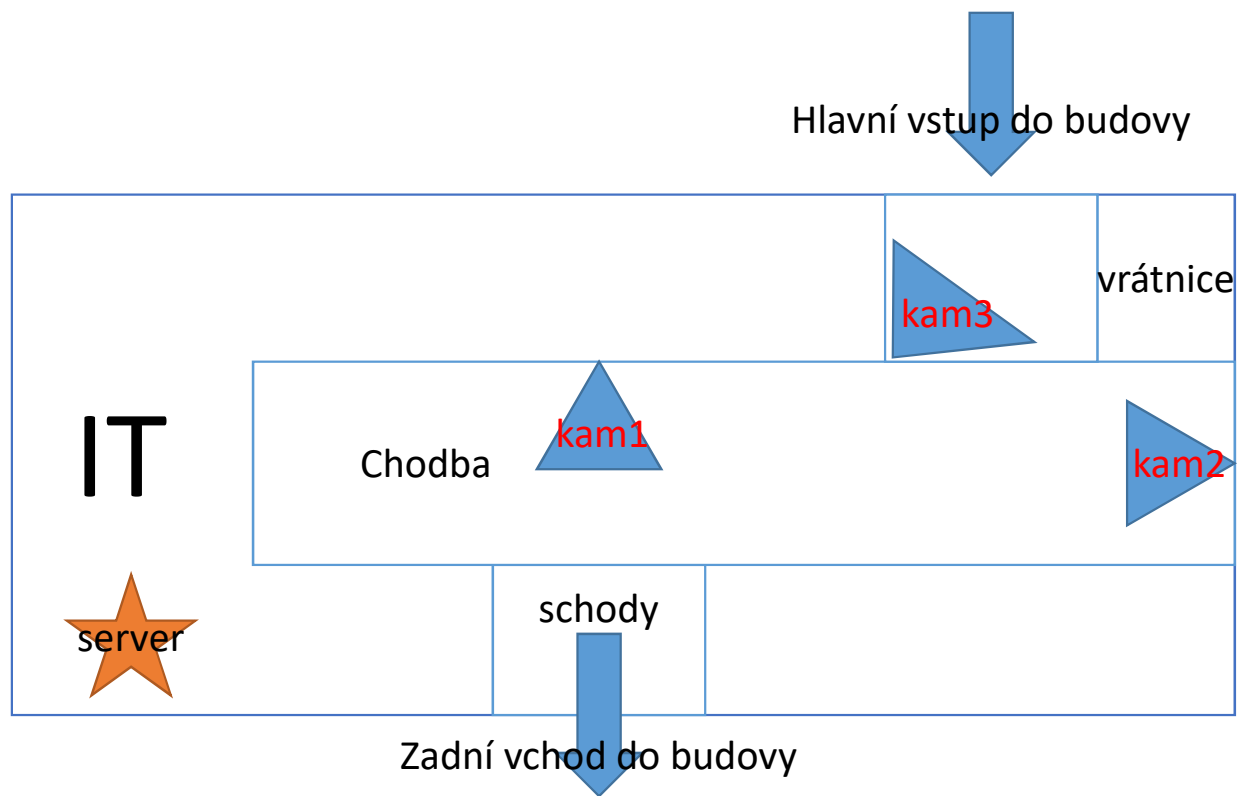 Hlavní vstup do budovy
vrátnice
kam3
kam1
kam2
Chodba
IT
schody
server
Zadní vchod do budovy